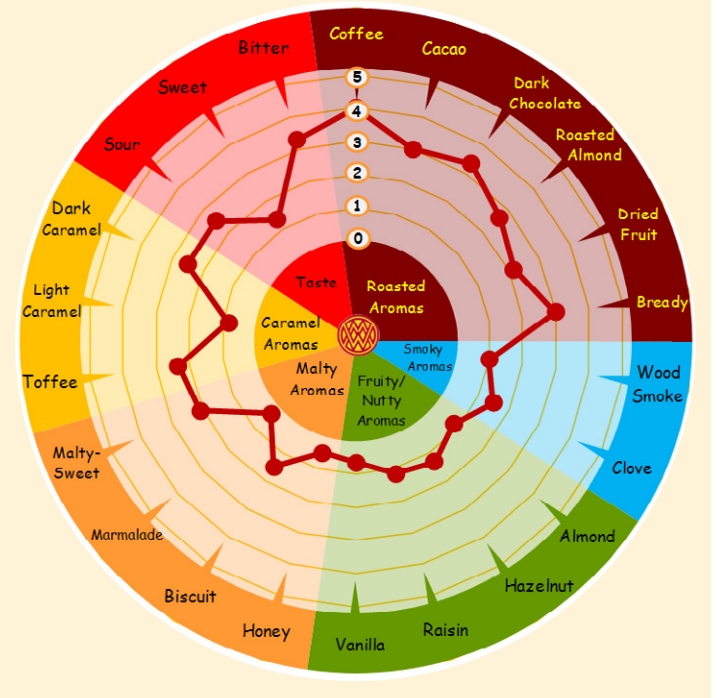 Coffee
Cacao
Dark
Chocolate
Roasted
Almond
Dried
Fruit
Bready
Wood
Smoke
Clove
Almond
Hazelnut
Raisin
Vanilla
Honey
Biscuit
Marmalade
Malty-
Sweet
Toffee
Light
Caramel
Dark
Caramel
Sour
Sweet
Bitter
5
4
3
2
1
0
Taste
Roasted
Aromas
Caramel
Aromas
Smoky
Aromas
Malty
Aromas
Fruity/
Nutty
Aromas